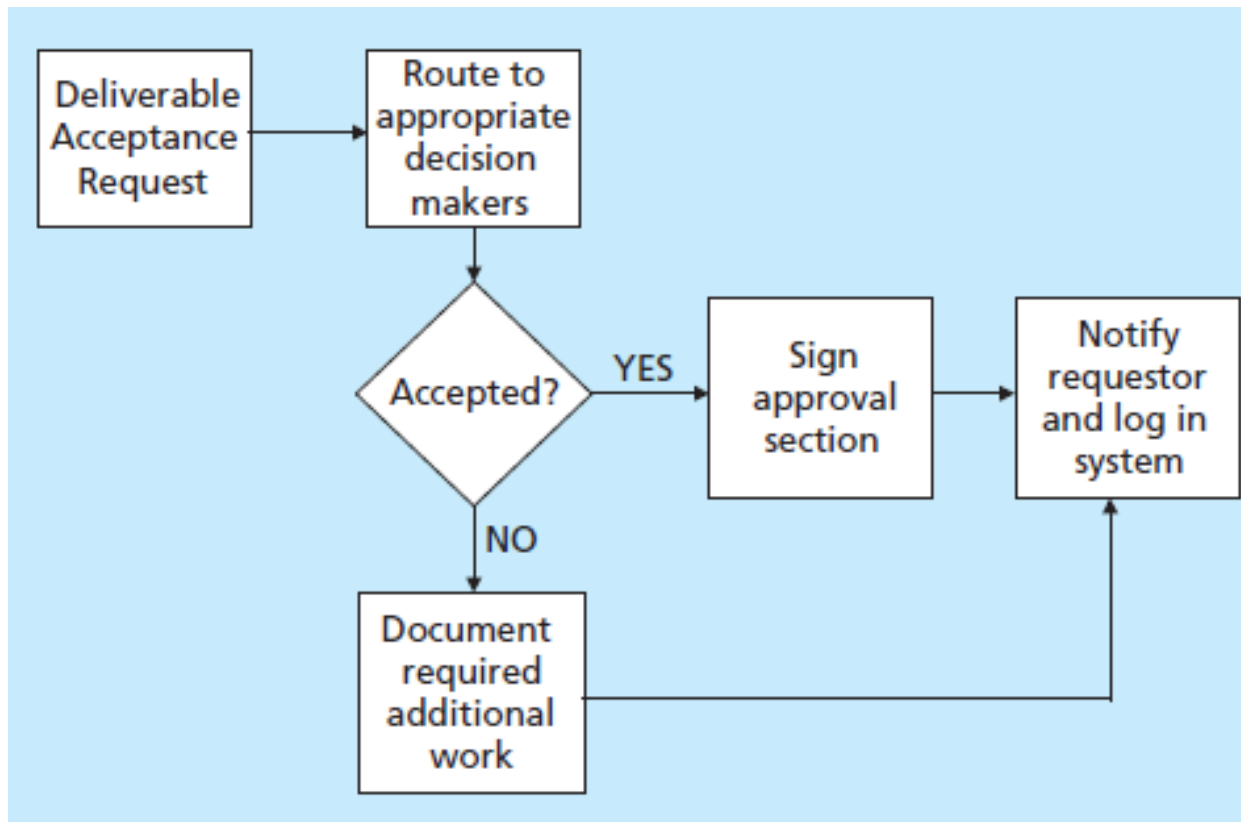 Deliverable
Acceptance
Request
Route to
appropriate
decision
makers
Accepted?
YES
Sign
approval
section
Notify
requestor
and log in
system
NO
Document
required
additional
work